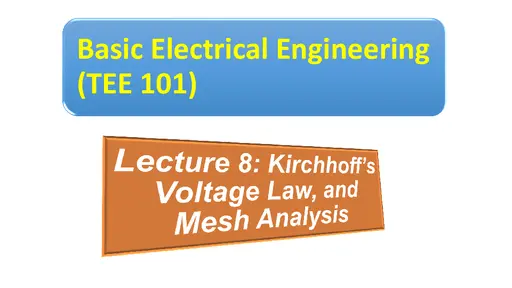 Basic Electrical Engineering
(TEE 101)
Lecture 8: Kirchhoff's
Voltage Law, and
Mesh Analysis